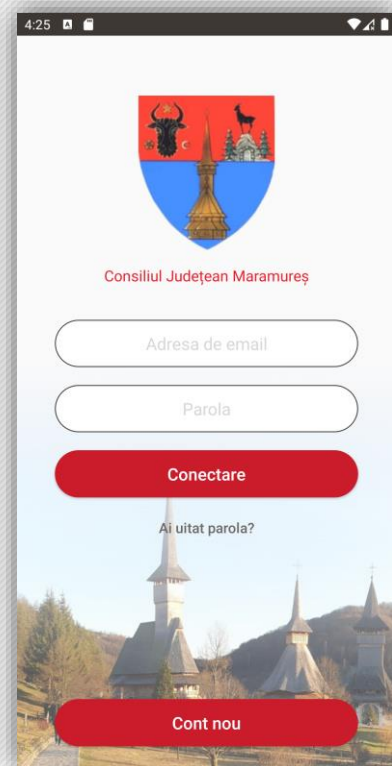 4:25
Consiliul Județean Maramureș
Adresa de email
Parola
Conectare
Ai uitat parola?
Cont nou